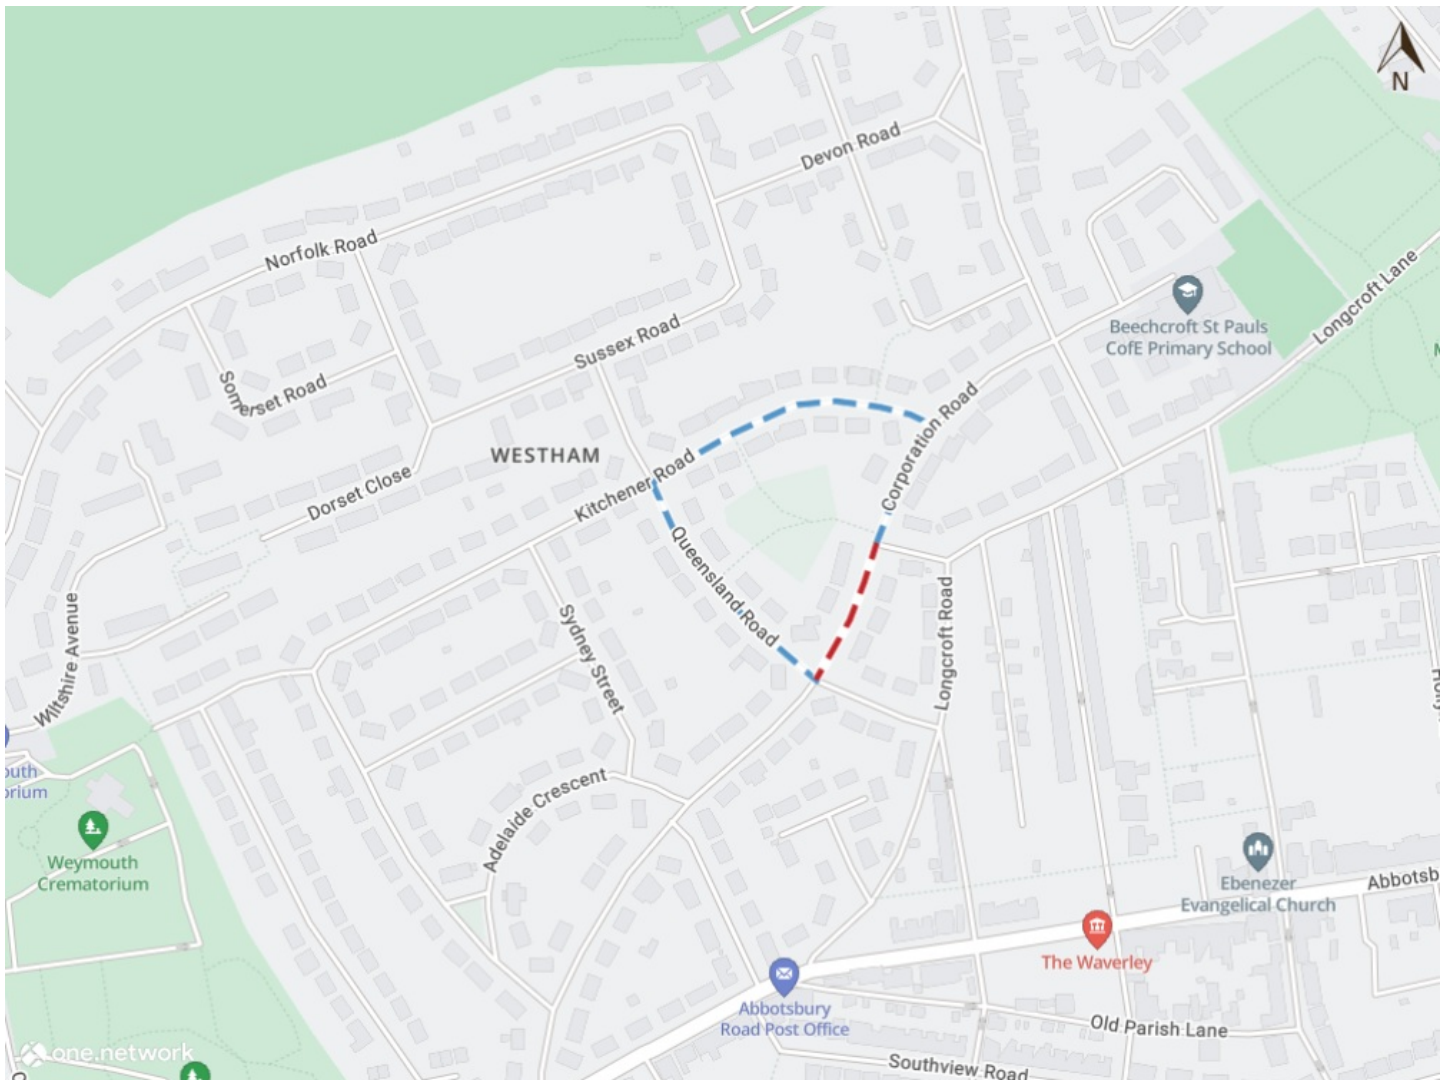 N
Devon Road
Norfolk Road
Longcroft Lane
Beechcroft St Pauls
CofE Primary School
Sussex Road
Somerset Road
Corporation Road
WESTHAM
Kitchener Road
Dorset Close
Queensland Road
Wiltshire Avenue
Sydney Street
Longcroft Road
Adelaide Crescent
Weymouth
Crematorium
Ebenezer
Evangelical Church
Abbotsb
The Waverley
Abbotsbury
Road Post Office
Old Parish Lane
Southview Road
one.network